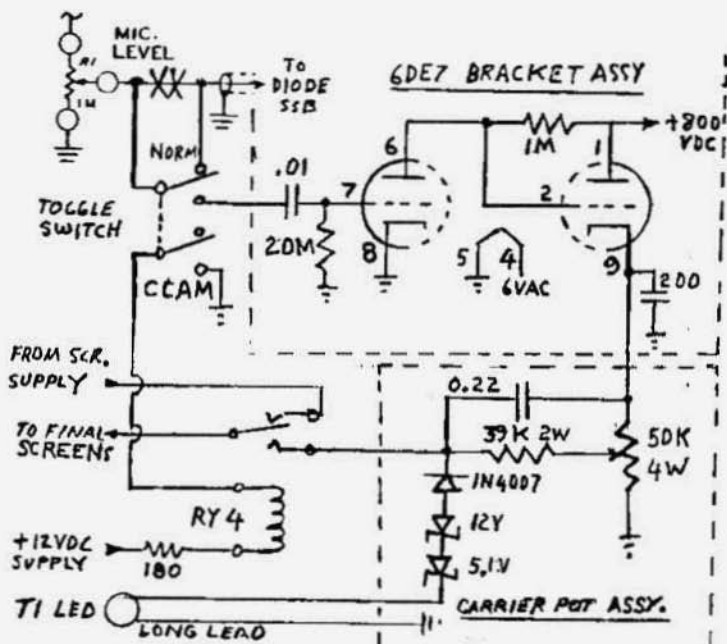 MIC.
LEVEL
R1
1M
TO
DIODE
SSB
6DE7 BRACKET ASSY
+800
VDC
1M
6
1
NORM
.01
7
2
TOGGLE
SWITCH
20M
8
5
4
6VAC
9
200
CCAM
FROM SCR.
SUPPLY
0.22
TO FINAL
SCREENS
39K 2W
50K
4W
1N4007
RY4
12V
+12VDC
SUPPLY
180
5.1V
T1 LED
LONG LEAD
CARRIER POT ASSY.